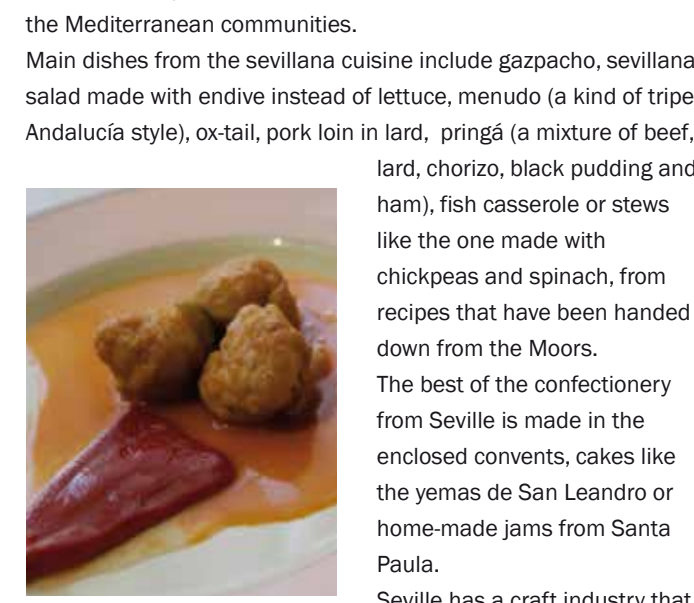 the Mediterranean communities.
Main dishes from the sevillana cuisine include gazpacho, sevillana
salad made with endive instead of lettuce, menudo (a kind of tripe
Andalucía style), ox-tail, pork loin in lard, pringá (a mixture of beef,
lard, chorizo, black pudding and
ham), fish casserole or stews
like the one made with
chickpeas and spinach, from
recipes that have been handed
down from the Moors.
The best of the confectionery
from Seville is made in the
enclosed convents, cakes like
the yemas de San Leandro or
home-made jams from Santa
Paula.
Seville has a craft industry that